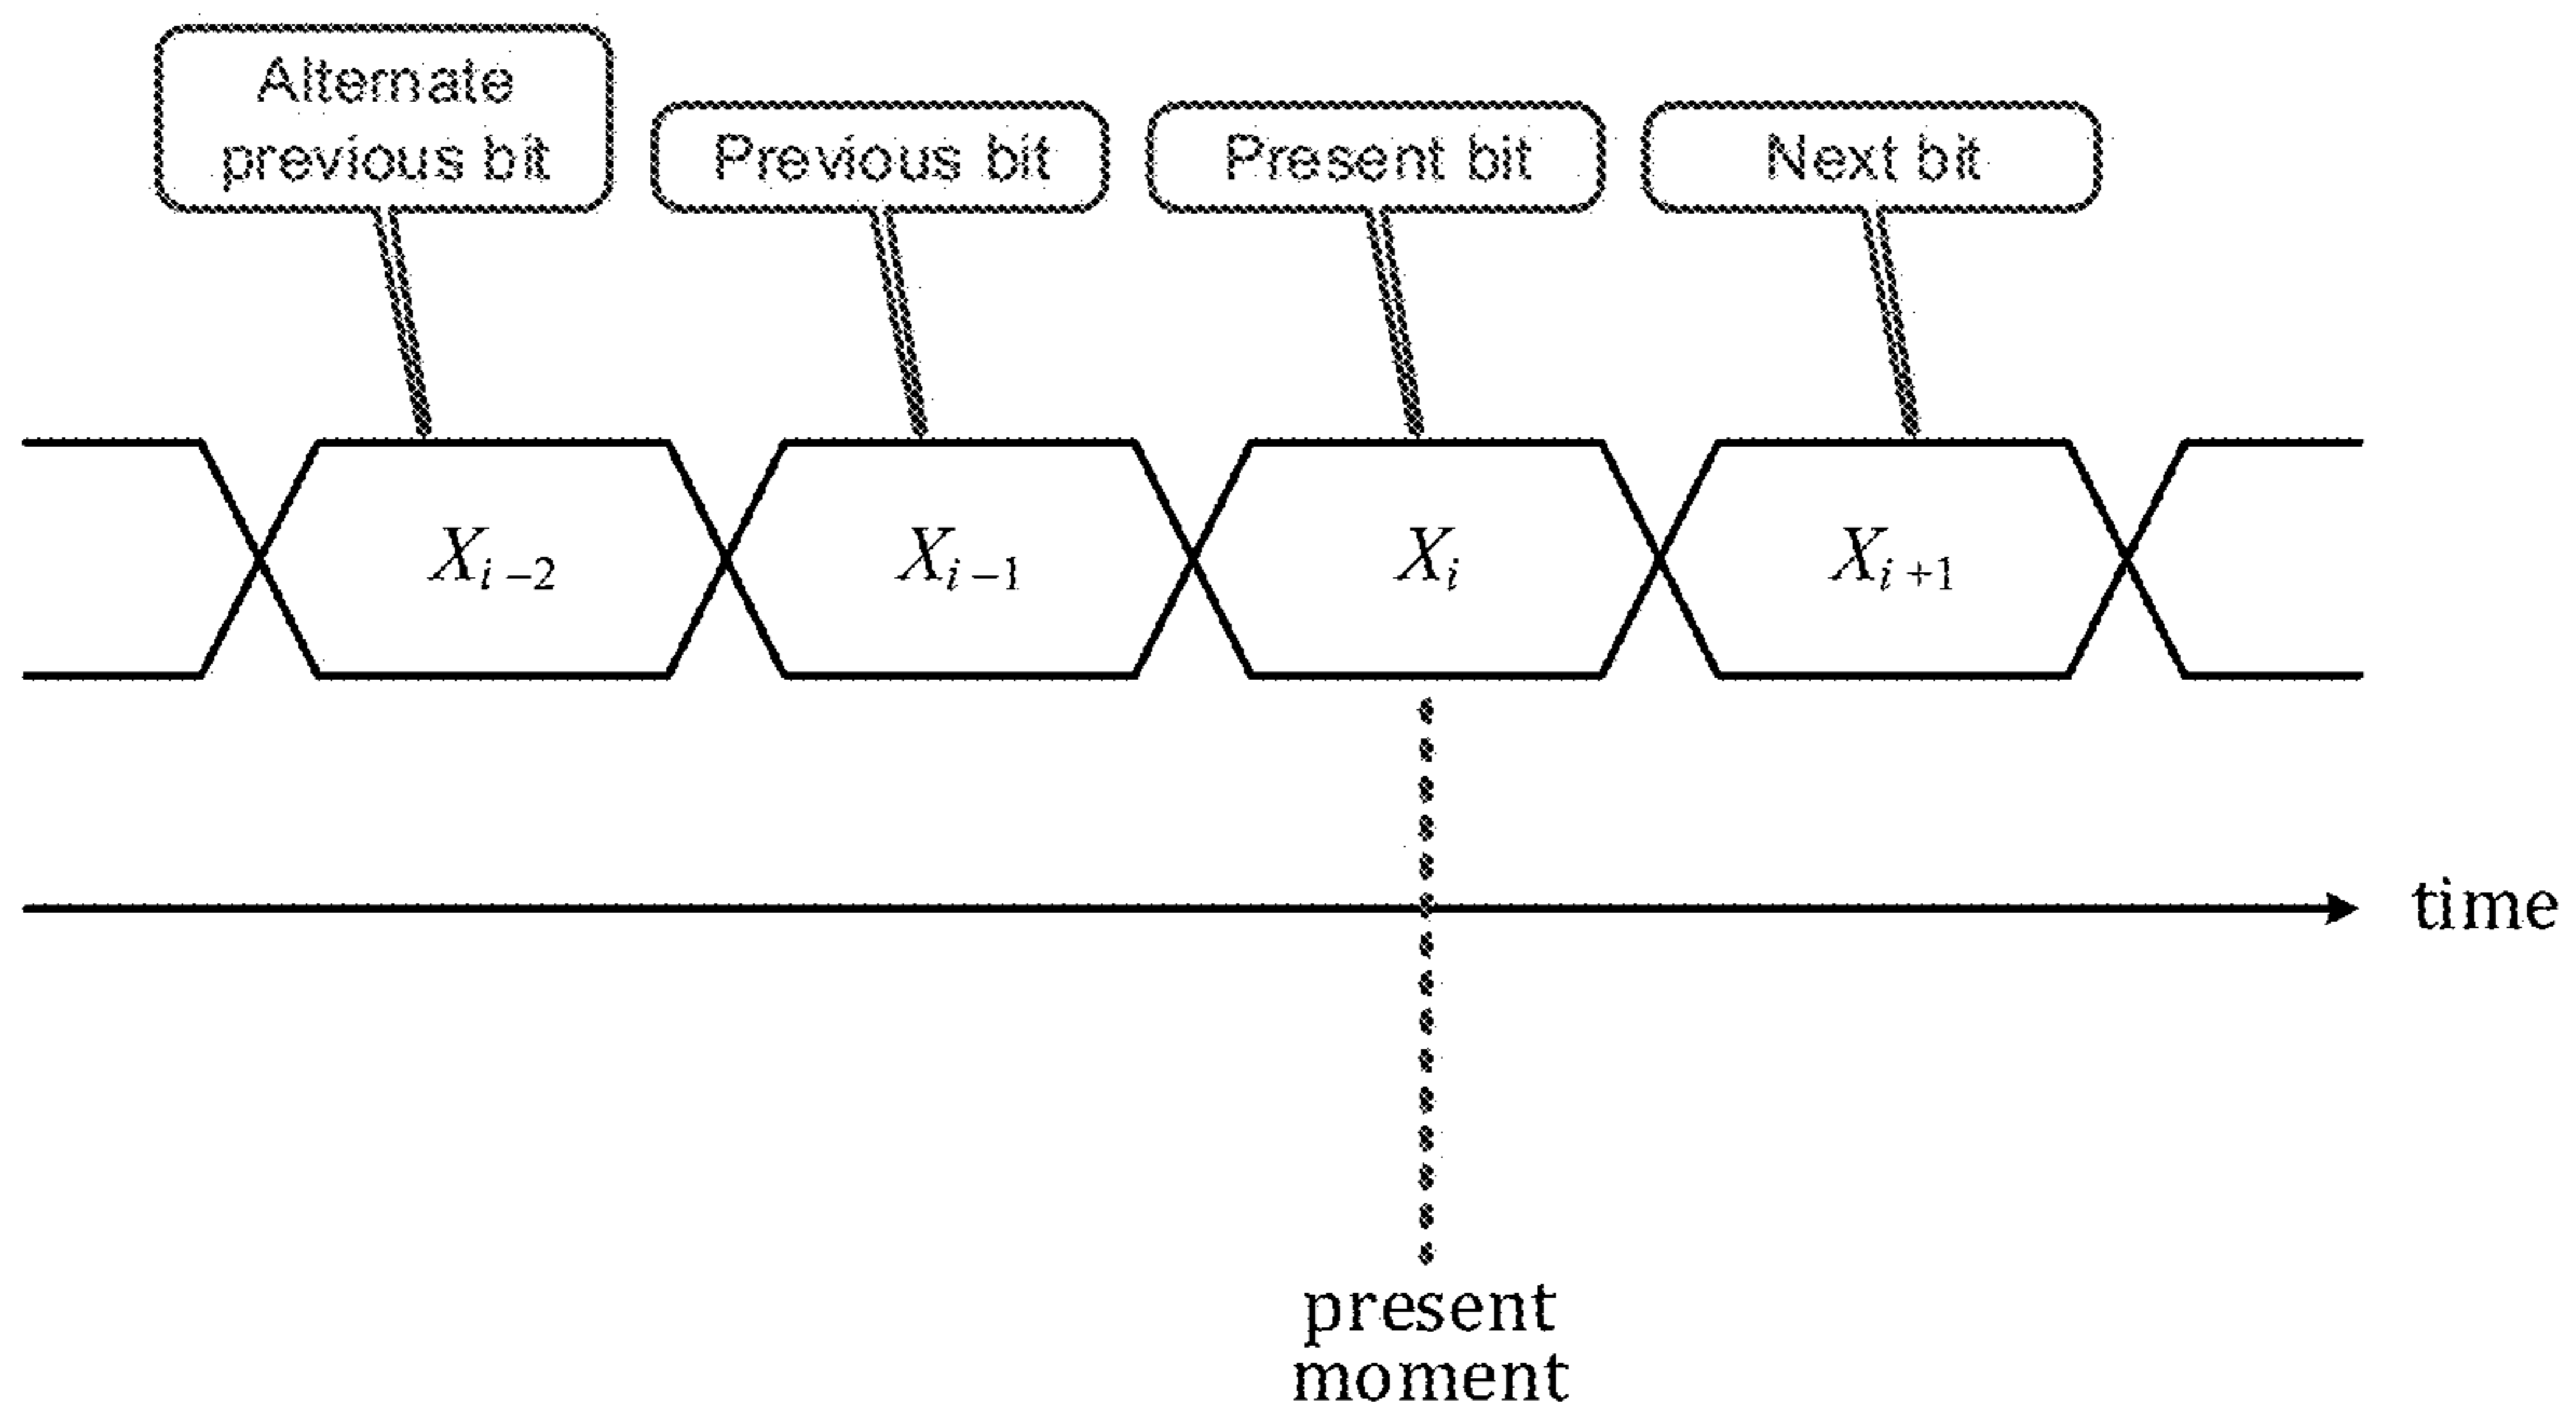 Alternate
previous bit
Previous bit
Present bit
Next bit
X_{i-2}
X_{i-1}
X_i
X_{i+1}
time
present
moment